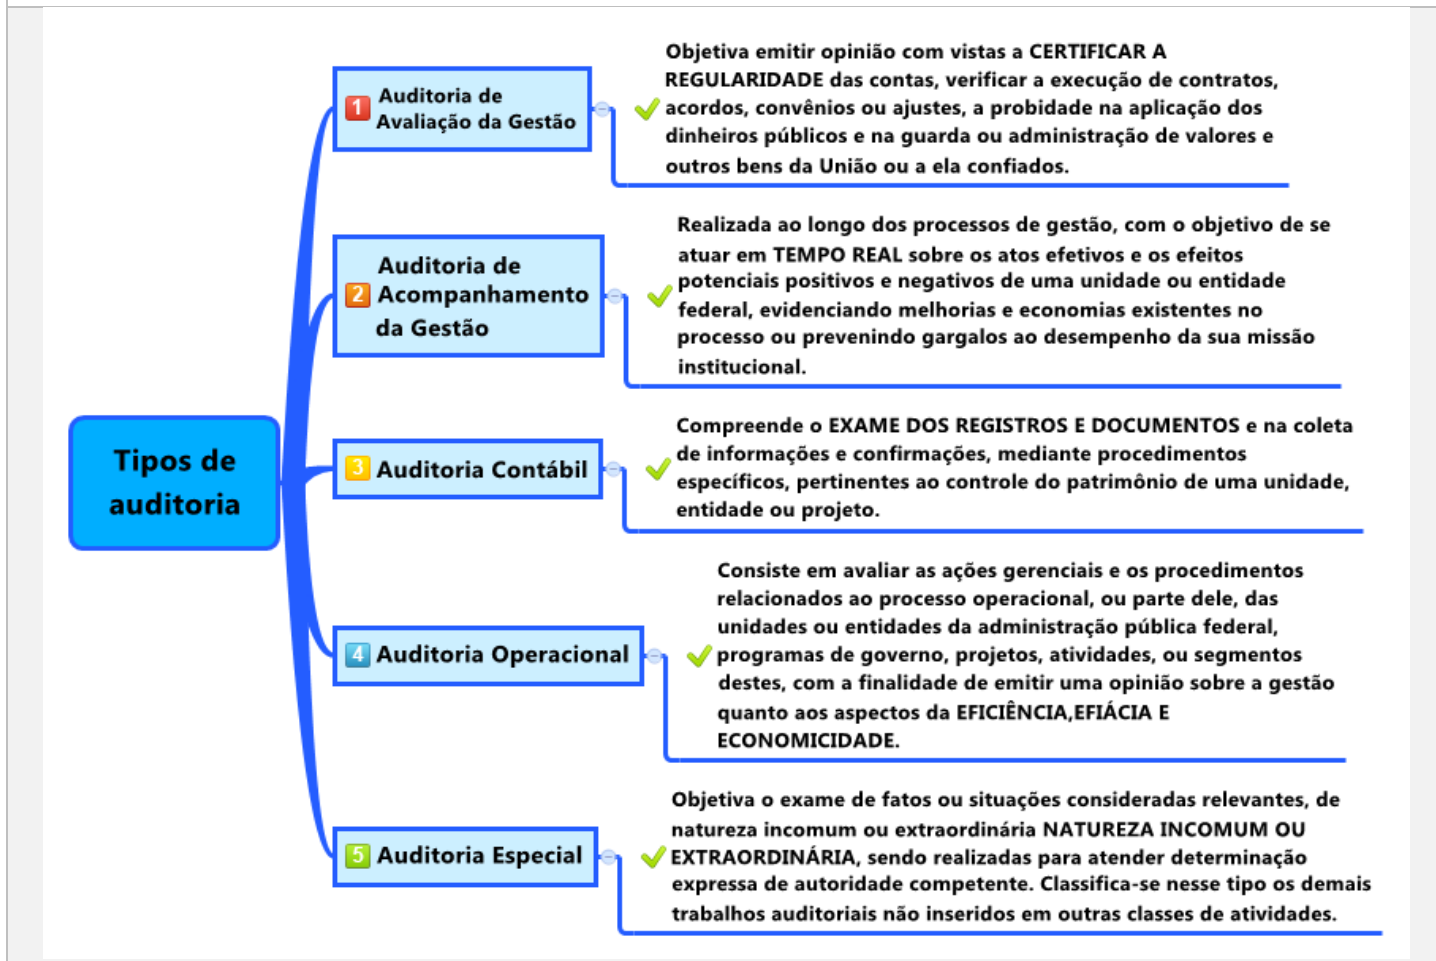 Tipos de
auditoria
1 Auditoria de
Avaliação da Gestão
Objetiva emitir opinião com vistas a CERTIFICAR A
REGULARIDADE das contas, verificar a execução de contratos,
acordos, convênios ou ajustes, a probidade na aplicação dos
dinheiros públicos e na guarda ou administração de valores e
outros bens da União ou a ela confiados.
2 Auditoria de
Acompanhamento
da Gestão
Realizada ao longo dos processos de gestão, com o objetivo de se
atuar em TEMPO REAL sobre os atos efetivos e os efeitos
potenciais positivos e negativos de uma unidade ou entidade
federal, evidenciando melhorias e economias existentes no
processo ou prevenindo gargalos ao desempenho da sua missão
institucional.
3 Auditoria Contábil
Compreende o EXAME DOS REGISTROS E DOCUMENTOS e na coleta
de informações e confirmações, mediante procedimentos
específicos, pertinentes ao controle do patrimônio de uma unidade,
entidade ou projeto.
4 Auditoria Operacional
Consiste em avaliar as ações gerenciais e os procedimentos
relacionados ao processo operacional, ou parte dele, das
unidades ou entidades da administração pública federal,
programas de governo, projetos, atividades, ou segmentos
destes, com a finalidade de emitir uma opinião sobre a gestão
quanto aos aspectos da EFICIÊNCIA,EFIÁCIA E
ECONOMICIDADE.
5 Auditoria Especial
Objetiva o exame de fatos ou situações consideradas relevantes, de
natureza incomum ou extraordinária NATUREZA INCOMUM OU
EXTRAORDINÁRIA, sendo realizadas para atender determinação
expressa de autoridade competente. Classifica-se nesse tipo os demais
trabalhos auditoriais não inseridos em outras classes de atividades.